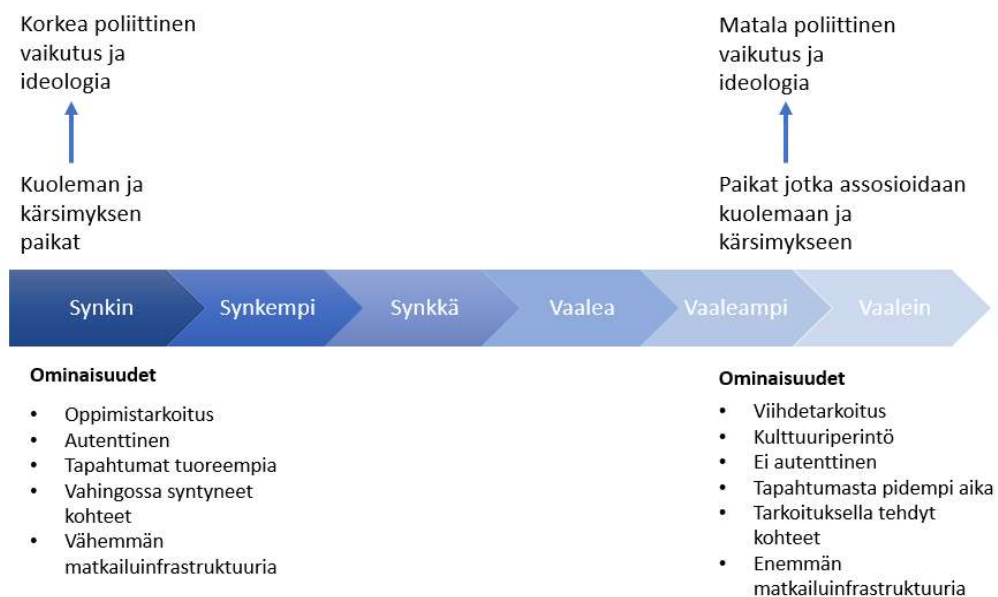 Korkea poliittinen
vaikutus ja
ideologia
Matala poliittinen
vaikutus ja
ideologia
Kuoleman ja
kärsimyksen
paikat
Paikat jotka assosioidaan
kuolemaan ja
kärsimykseen
Synkin
Synkempi
Synkkä
Vaalea
Vaaleampi
Vaalein
Ominaisuudet
• Oppimistarkoitus
• Autenttinen
• Tapahtumat tuoreempia
• Vahingossa syntyneet
kohteet
• Vähemmän
matkailuinfrastruktuuria
Ominaisuudet
• Viihdetarkoitus
• Kulttuuriperintö
• Ei autenttinen
• Tapahtumasta pidempi aika
• Tarkoituksella tehdyt
kohteet
• Enemmän
matkailuinfrastruktuuria